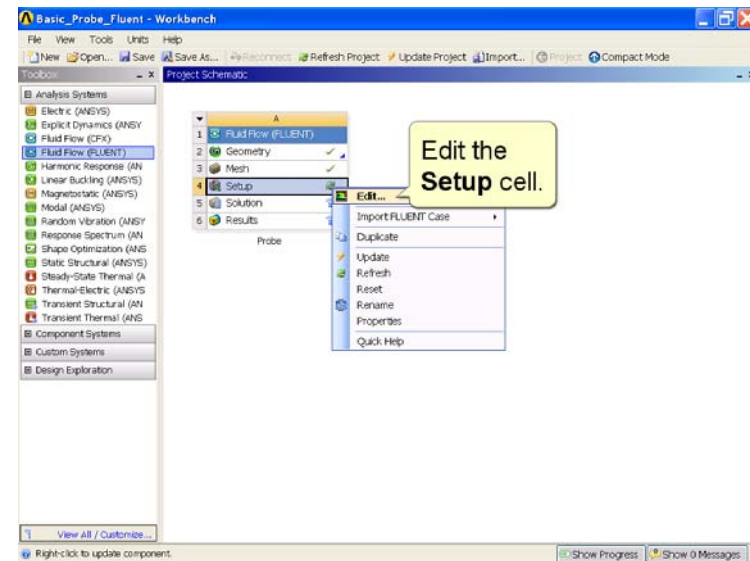 Basic_Probe_Fluent - Workbench
File View Tools Units Help
New Open... Save Save As... Reconnect Refresh Project Update Project Import... Project Compact Mode
Toolbox
Project Schematic
Analysis Systems
Electric (ANSYS)
Explicit Dynamics (ANSY
Fluid Flow (CFX)
Fluid Flow (FLUENT)
Harmonic Response (AN
Linear Buckling (ANSYS)
Magnetostatic (ANSYS)
Modal (ANSYS)
Random Vibration (ANSY
Response Spectrum (AN
Shape Optimization (ANS
Static Structural (ANSYS)
Steady-State Thermal (A
Thermal-Electric (ANSYS
Transient Structural (AN
Transient Thermal (ANS
Component Systems
Custom Systems
Design Exploration
View All / Customize...
A
1 Fluid Flow (FLUENT)
2 Geometry
3 Mesh
4 Setup
5 Solution
6 Results
Probe
Edit the
Setup cell.
Edit...
Import FLUENT Case
Duplicate
Update
Refresh
Reset
Rename
Properties
Quick Help
Right-click to update component.
Show Progress Show 0 Messages